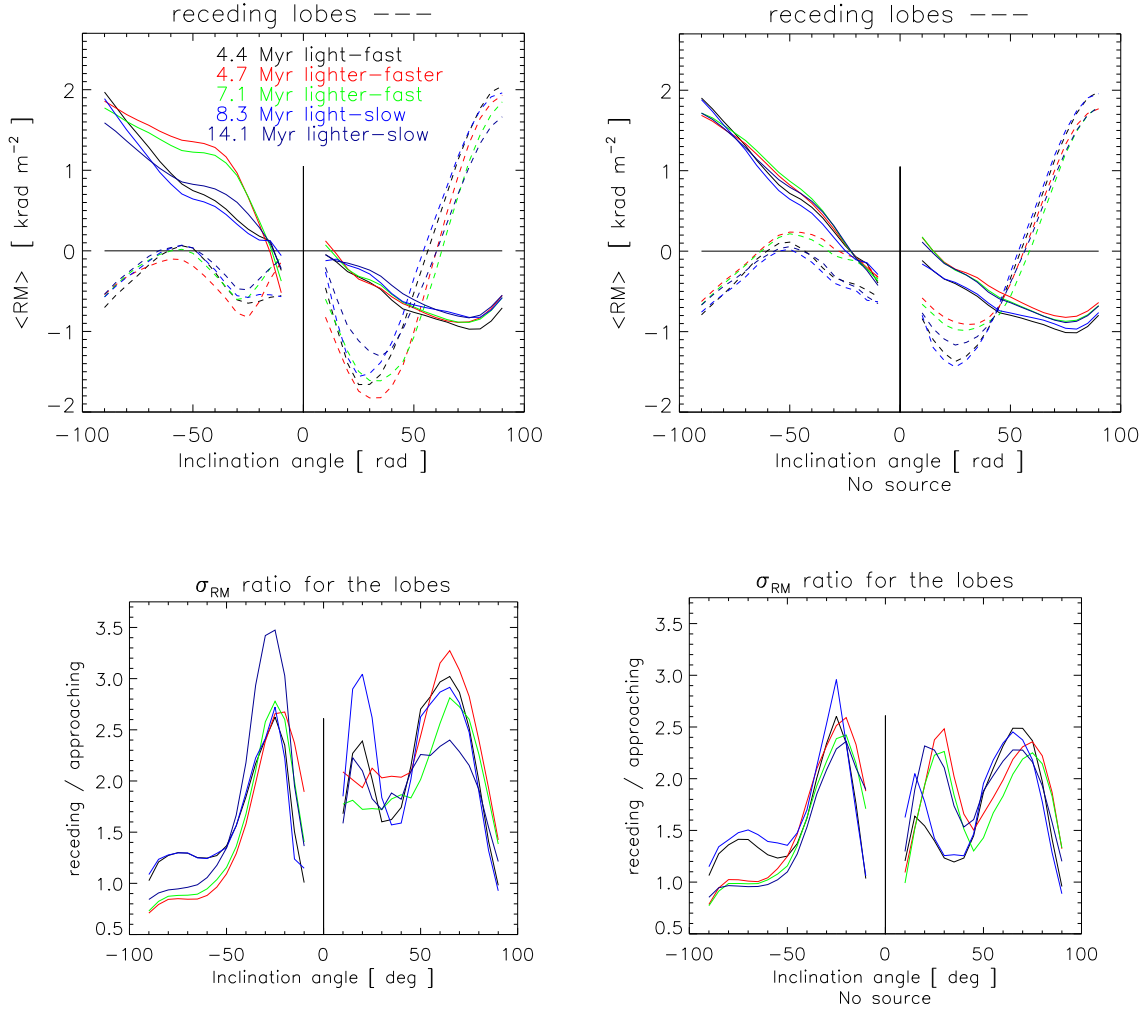 receding lobes ---
receding lobes ---
4.4 Myr light-fast
4.7 Myr lighter-faster
7.1 Myr lighter-fast
8.3 Myr light-slow
14.1 Myr lighter-slow
<RM> [ krad m⁻² ]
2
1
0
-1
-2
-100 -50 0 50 100
Inclination angle [ rad ]
<RM> [ krad m⁻² ]
2
1
0
-1
-2
-100 -50 0 50 100
Inclination angle [ rad ]
No source
σRM ratio for the lobes
receding / approaching
3.5
3.0
2.5
2.0
1.5
1.0
0.5
-100 -50 0 50 100
Inclination angle [ deg ]
σRM ratio for the lobes
receding / approaching
3.5
3.0
2.5
2.0
1.5
1.0
0.5
-100 -50 0 50 100
Inclination angle [ deg ]
No source